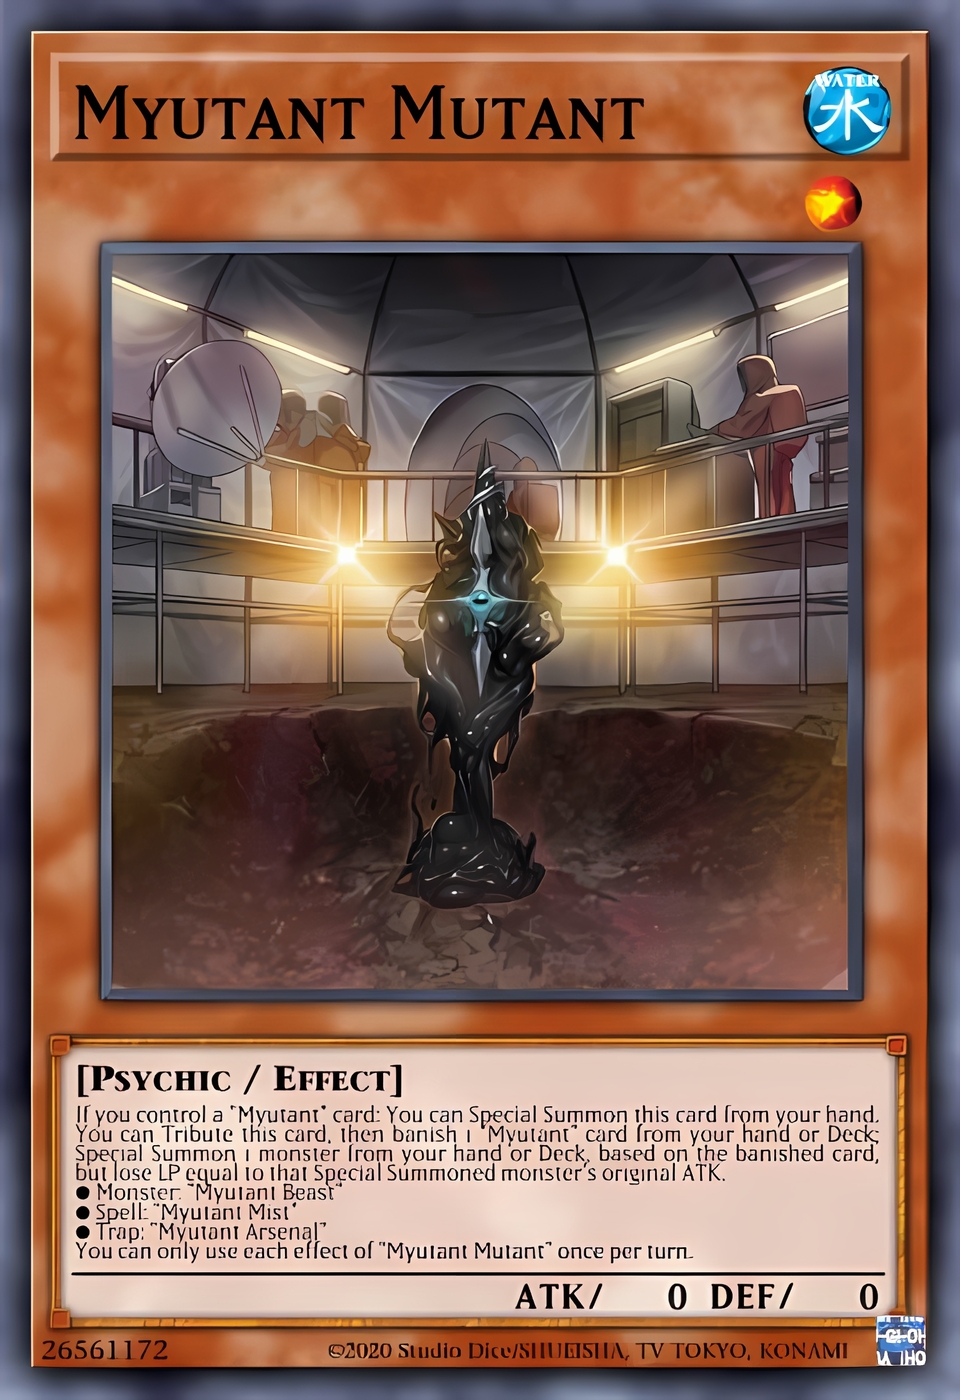 Myutant Mutant
WATER
水
[Psychic / Effect]
If you control a "Myutant" card: You can Special Summon this card from your hand.
You can Tribute this card, then banish 1 "Myutant" card from your hand or Deck;
Special Summon 1 monster from your hand or Deck, based on the banished card,
but lose LP equal to that Special Summoned monster's original ATK.
● Monster: "Myutant Beast"
● Spell: "Myutant Mist"
● Trap: "Myutant Arsenal"
You can only use each effect of "Myutant Mutant" once per turn.
ATK/ 0 DEF/ 0
26561172 ©2020 Studio Dice/SHUEISHA, TV TOKYO, KONAMI